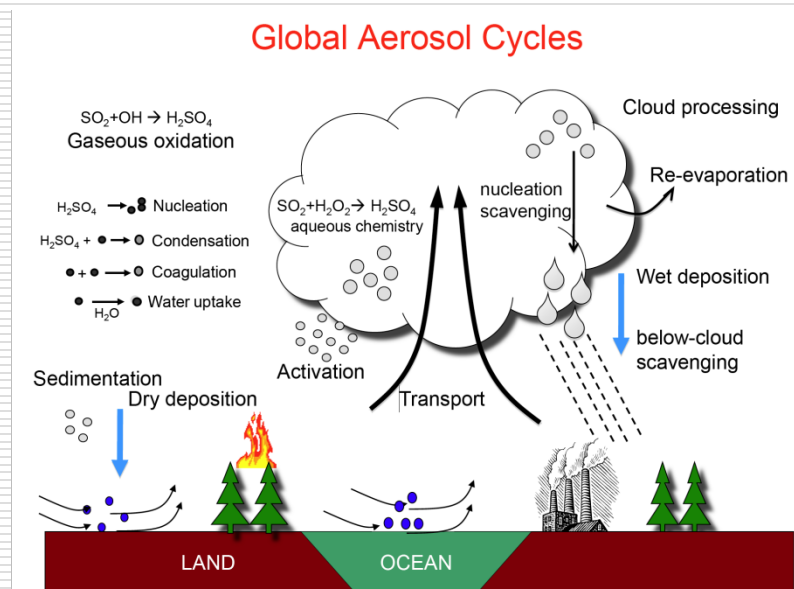 Global Aerosol Cycles
SO₂+OH → H₂SO₄
Gaseous oxidation
H₂SO₄ → Nucleation
H₂SO₄ + → Condensation
+ → Coagulation
→ Water uptake
H₂O
Cloud processing
Re-evaporation
nucleation
scavenging
SO₂+H₂O₂→ H₂SO₄
aqueous chemistry
Wet deposition
below-cloud
scavenging
Activation
Transport
Sedimentation
Dry deposition
LAND
OCEAN